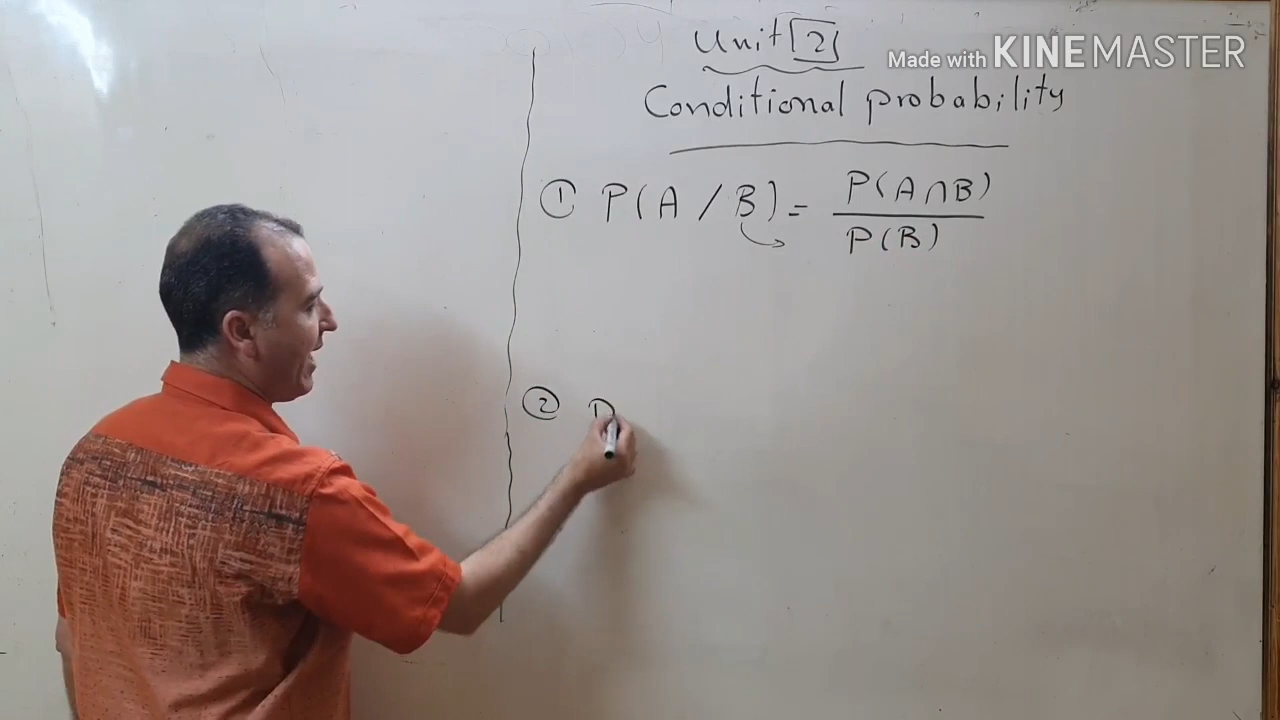 Unit [2]
Made with KINEMASTER
Conditional probability
① P(A / B) = P(A ∩ B)
P(B)
② P